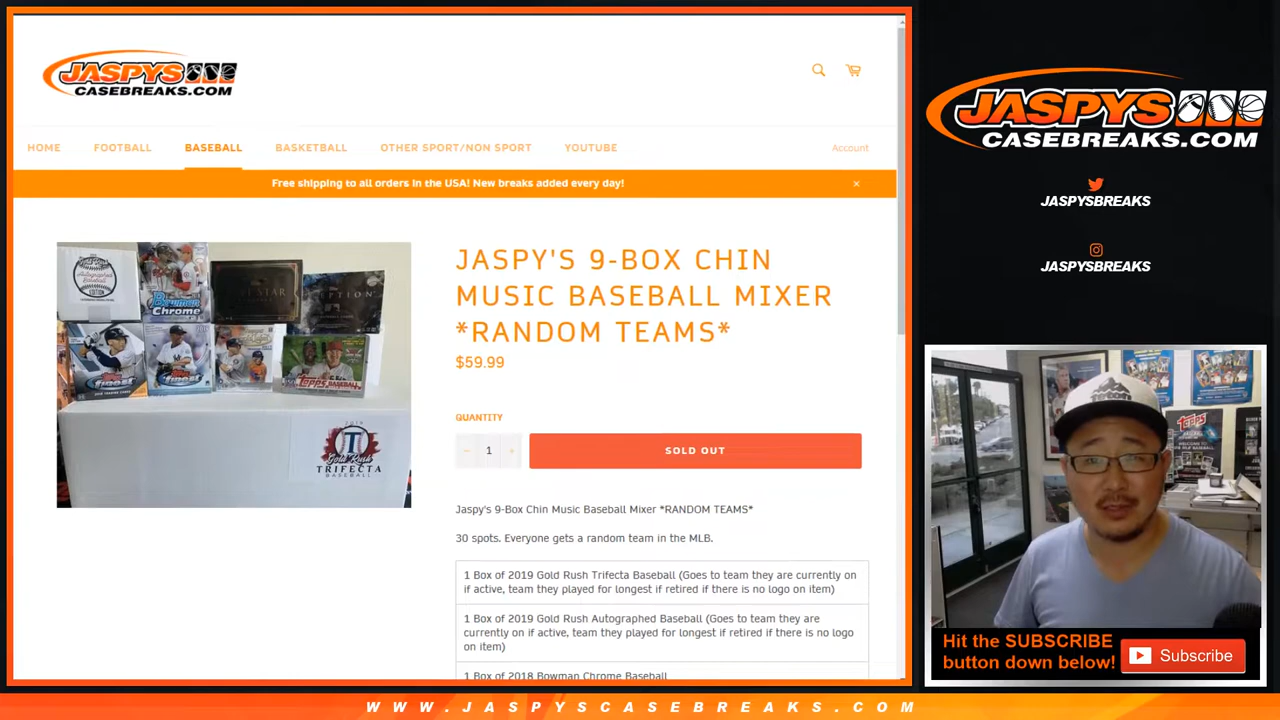 JASPYS
CASEBREAKS.COM
HOME
FOOTBALL
BASEBALL
BASKETBALL
OTHER SPORT/NON SPORT
YOUTUBE
Account
Free shipping to all orders in the USA! New breaks added every day!
JASPY'S 9-BOX CHIN
MUSIC BASEBALL MIXER
*RANDOM TEAMS*
$59.99
QUANTITY
1
SOLD OUT
Jaspy's 9-Box Chin Music Baseball Mixer *RANDOM TEAMS*
30 spots. Everyone gets a random team in the MLB.
1 Box of 2019 Gold Rush Trifecta Baseball (Goes to team they are currently on
if active, team they played for longest if retired if there is no logo on item)
1 Box of 2019 Gold Rush Autographed Baseball (Goes to team they are
currently on if active, team they played for longest if retired if there is no logo
on item)
1 Box of 2018 Bowman Chrome Baseball
Bowman
Chrome
topps BASEBALL
2019
Gold Rush
TRIFECTA
BASEBALL
JASPYS
CASEBREAKS.COM
JASPYSBREAKS
JASPYSBREAKS
Topps
Hit the SUBSCRIBE
button down below!
Subscribe
WWW.JASPYSCASEBREAKS.COM